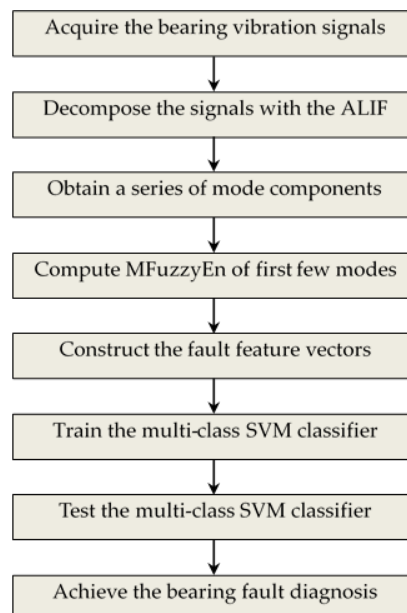 Acquire the bearing vibration signals
Decompose the signals with the ALIF
Obtain a series of mode components
Compute MFuzzyEn of first few modes
Construct the fault feature vectors
Train the multi-class SVM classifier
Test the multi-class SVM classifier
Achieve the bearing fault diagnosis